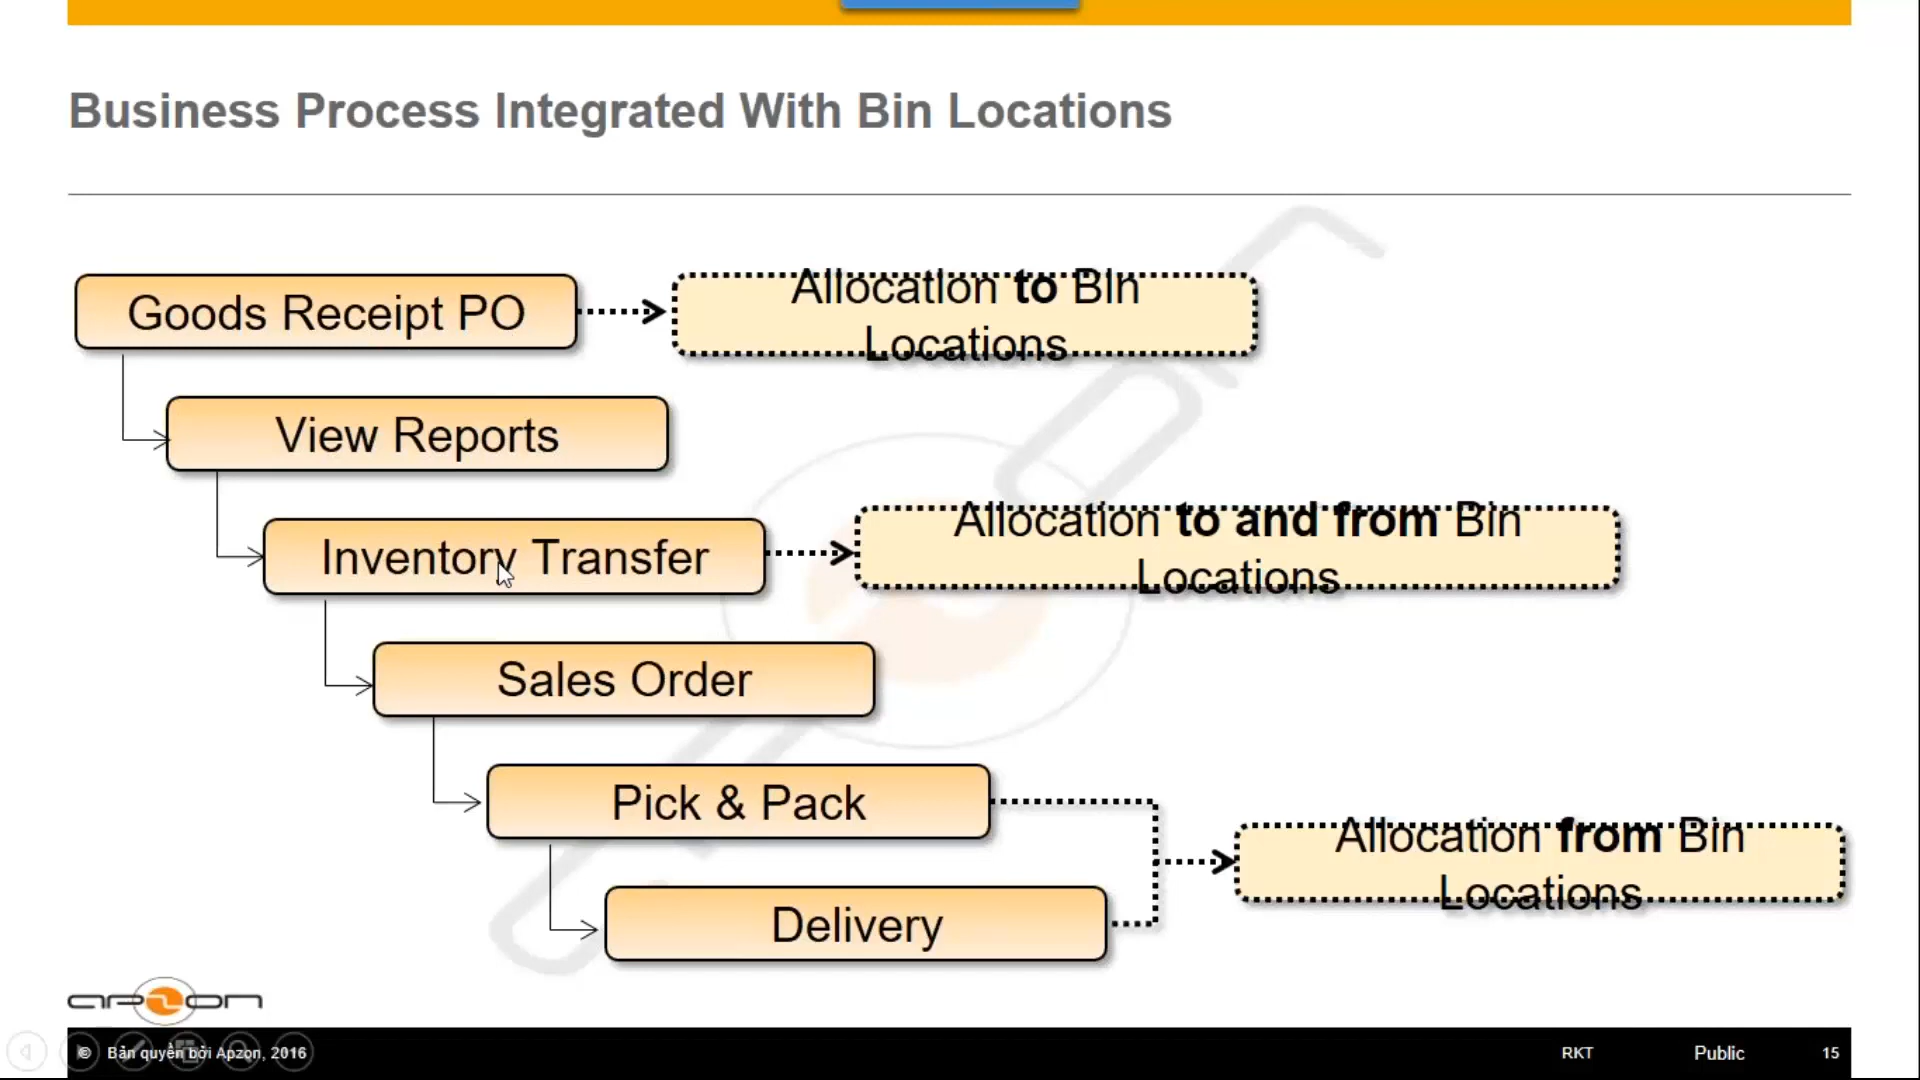 Business Process Integrated With Bin Locations
Goods Receipt PO
Allocation to Bin
Locations
View Reports
Inventory Transfer
Allocation to and from Bin
Locations
Sales Order
Pick & Pack
Allocation from Bin
Locations
Delivery
apzon
© Bản quyền bởi Apzon, 2016
RKT
Public
15